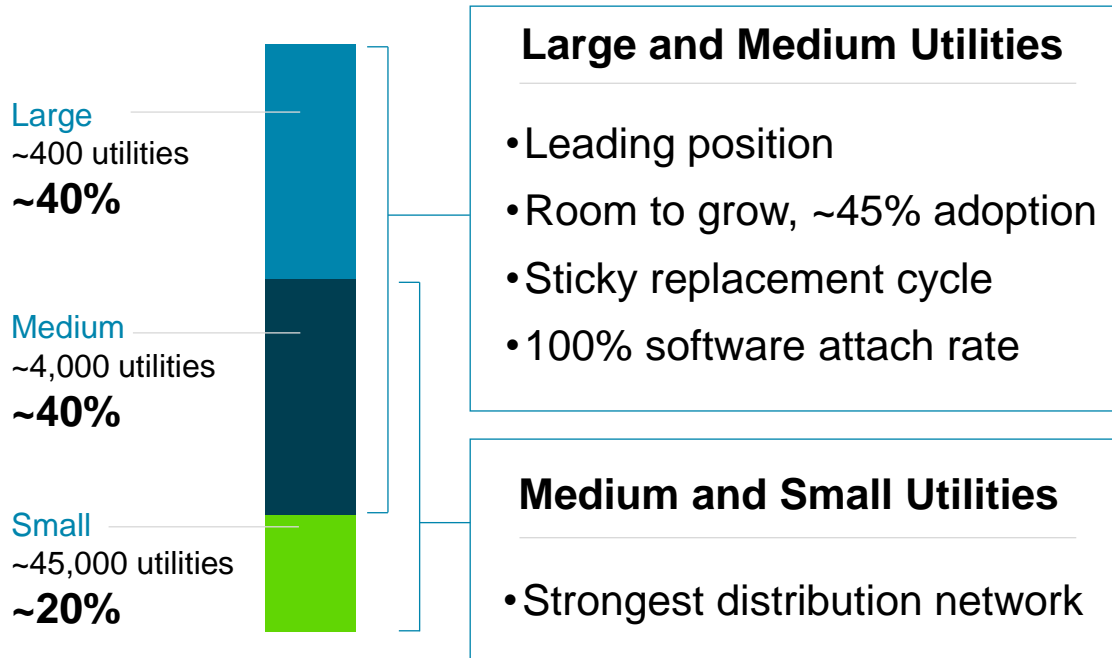 Large
~400 utilities
~40%
Medium
~4,000 utilities
~40%
Small
~45,000 utilities
~20%
Large and Medium Utilities
•Leading position
•Room to grow, ~45% adoption
•Sticky replacement cycle
•100% software attach rate
Medium and Small Utilities
•Strongest distribution network